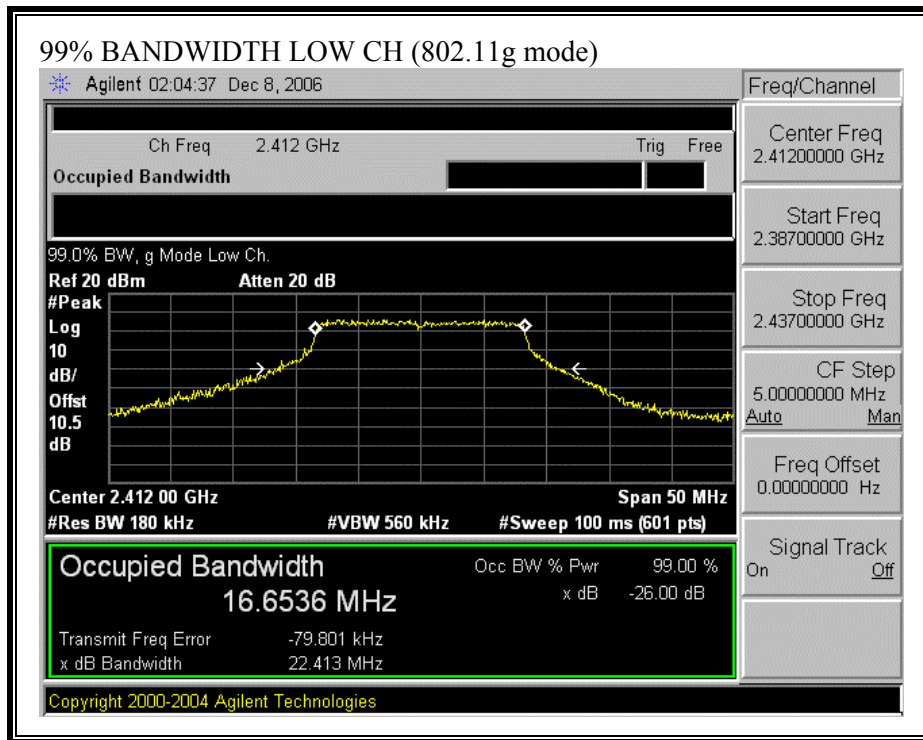 99% BANDWIDTH LOW CH (802.11g mode)
Agilent 02:04:37 Dec 8, 2006
Freq/Channel
Ch Freq 2.412 GHz Trig Free
Occupied Bandwidth
Center Freq
2.41200000 GHz
Start Freq
2.38700000 GHz
Stop Freq
2.43700000 GHz
CF Step
5.00000000 MHz
Auto Man
Freq Offset
0.00000000 Hz
Signal Track
On Off
99.0% BW, g Mode Low Ch.
Ref 20 dBm Atten 20 dB
#Peak
Log
10
dB/
Offst
10.5
dB
Center 2.412 00 GHz Span 50 MHz
#Res BW 180 kHz #VBW 560 kHz #Sweep 100 ms (601 pts)
Occupied Bandwidth Occ BW % Pwr 99.00 %
16.6536 MHz x dB -26.00 dB
Transmit Freq Error -79.801 kHz
x dB Bandwidth 22.413 MHz
Copyright 2000-2004 Agilent Technologies